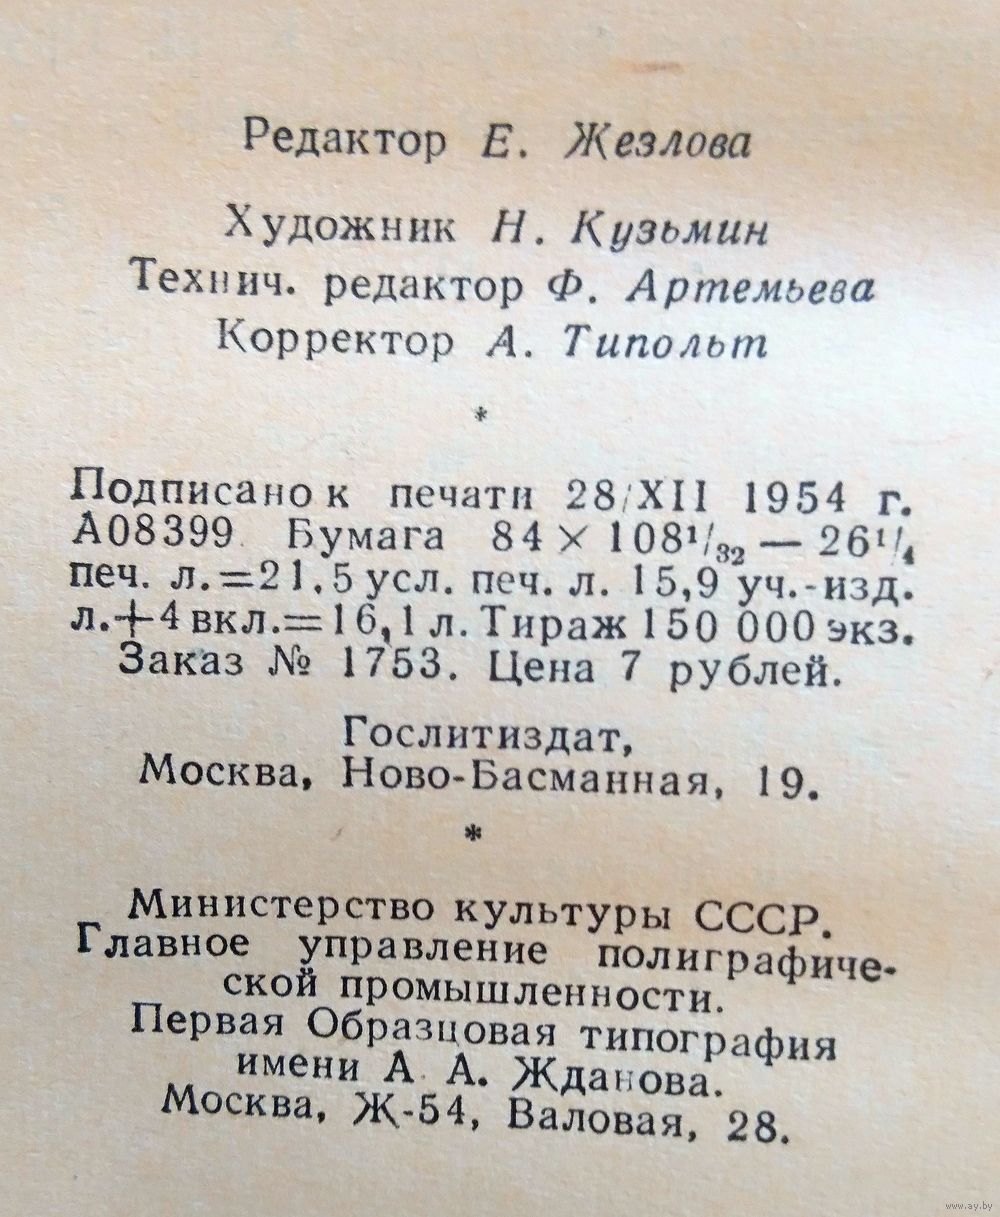 Редактор Е. Жезлова
Художник Н. Кузьмин
Технич. редактор Ф. Артемьева
Корректор А. Типольт
*
Подписано к печати 28/XII 1954 г.
А08399. Бумага 84 × 108¹/₃₂ — 26¹/₄
печ. л.=21,5 усл. печ. л. 15,9 уч.-изд.
л.+4 вкл.=16,1 л. Тираж 150 000 экз.
Заказ № 1753. Цена 7 рублей.
Гослитиздат,
Москва, Ново-Басманная, 19.
*
Министерство культуры СССР.
Главное управление полиграфиче-
ской промышленности.
Первая Образцовая типография
имени А. А. Жданова.
Москва, Ж-54, Валовая, 28.
www.ay.by